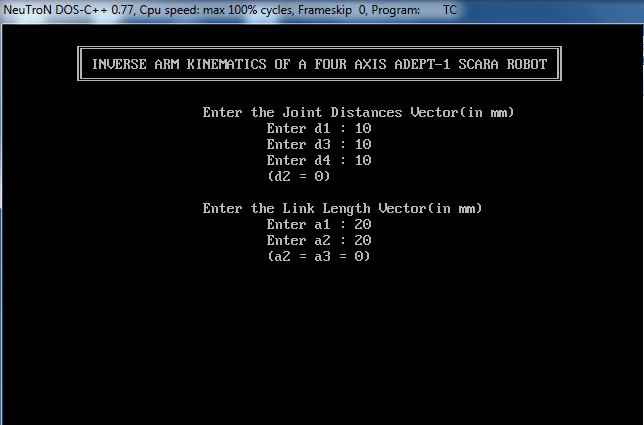 NeuTroN DOS-C++ 0.77, Cpu speed: max 100% cycles, Frameskip 0, Program: TC
INVERSE ARM KINEMATICS OF A FOUR AXIS ADEPT-1 SCARA ROBOT
Enter the Joint Distances Vector(in mm)
Enter d1 : 10
Enter d3 : 10
Enter d4 : 10
(d2 = 0)
Enter the Link Length Vector(in mm)
Enter a1 : 20
Enter a2 : 20
(a2 = a3 = 0)